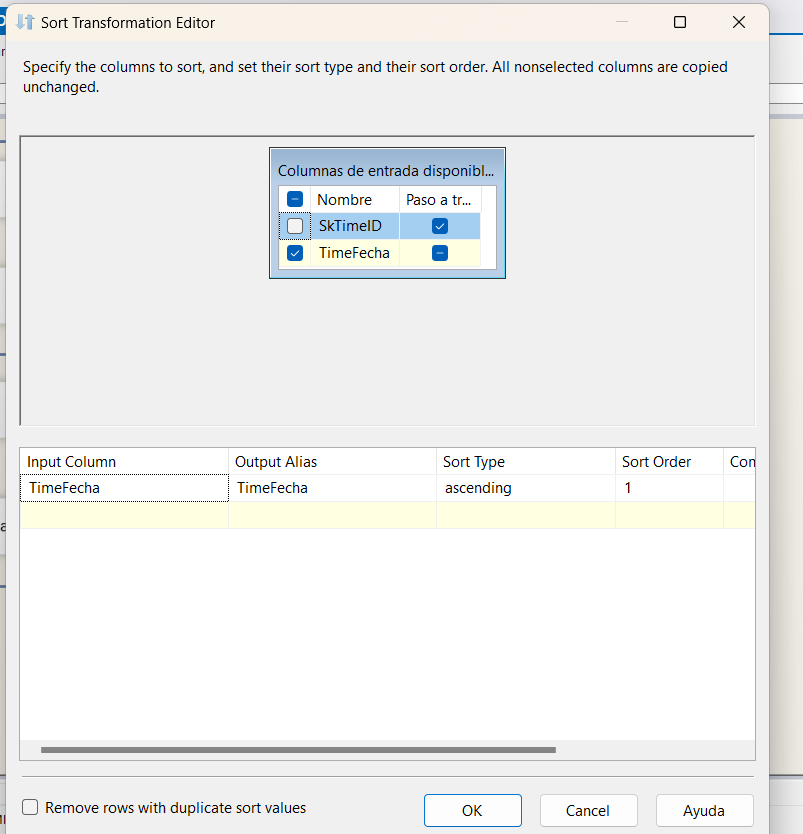 Sort Transformation Editor
Specify the columns to sort, and set their sort type and their sort order. All nonselected columns are copied
unchanged.
Columnas de entrada disponibl...
Nombre Paso a tr...
SkTimeID
TimeFecha
Input Column Output Alias Sort Type Sort Order Con
TimeFecha TimeFecha ascending 1
Remove rows with duplicate sort values
OK Cancel Ayuda